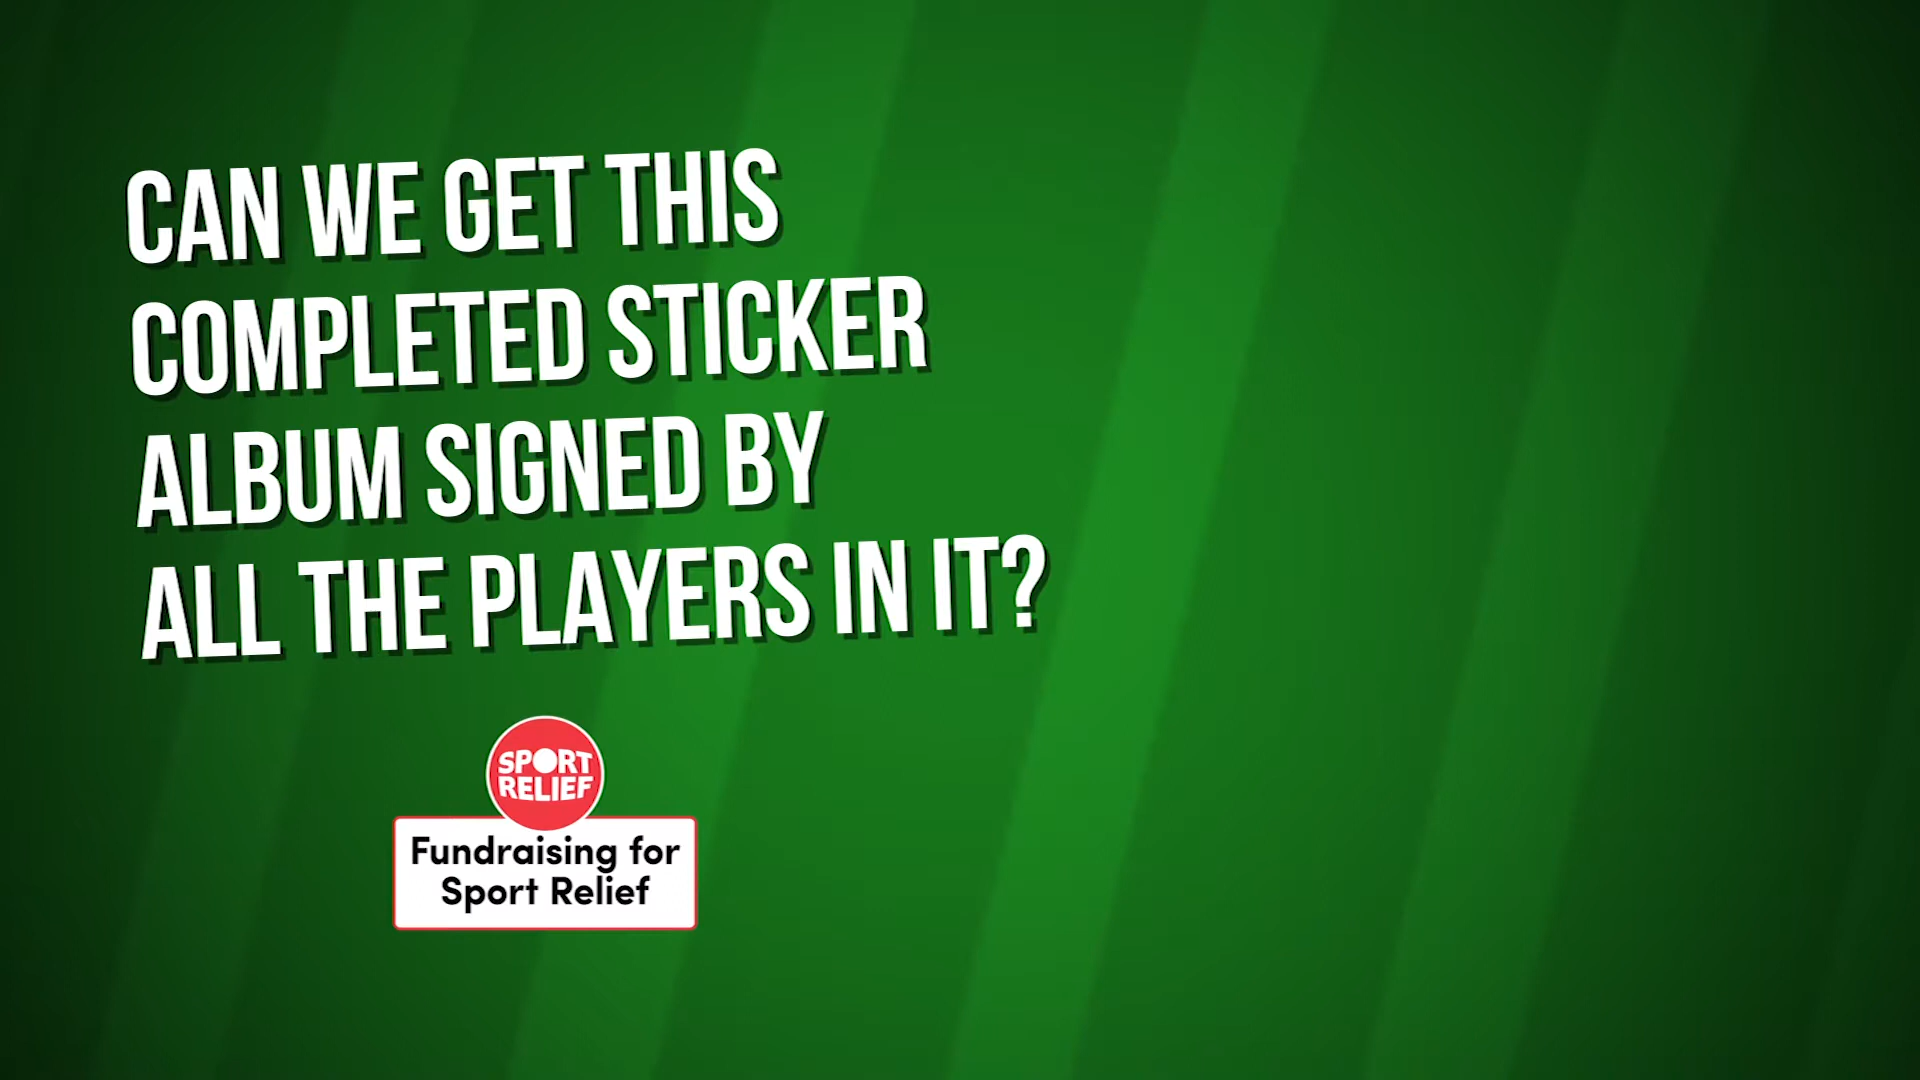 CAN WE GET THIS
COMPLETED STICKER
ALBUM SIGNED BY
ALL THE PLAYERS IN IT?
SPORT
RELIEF
Fundraising for
Sport Relief